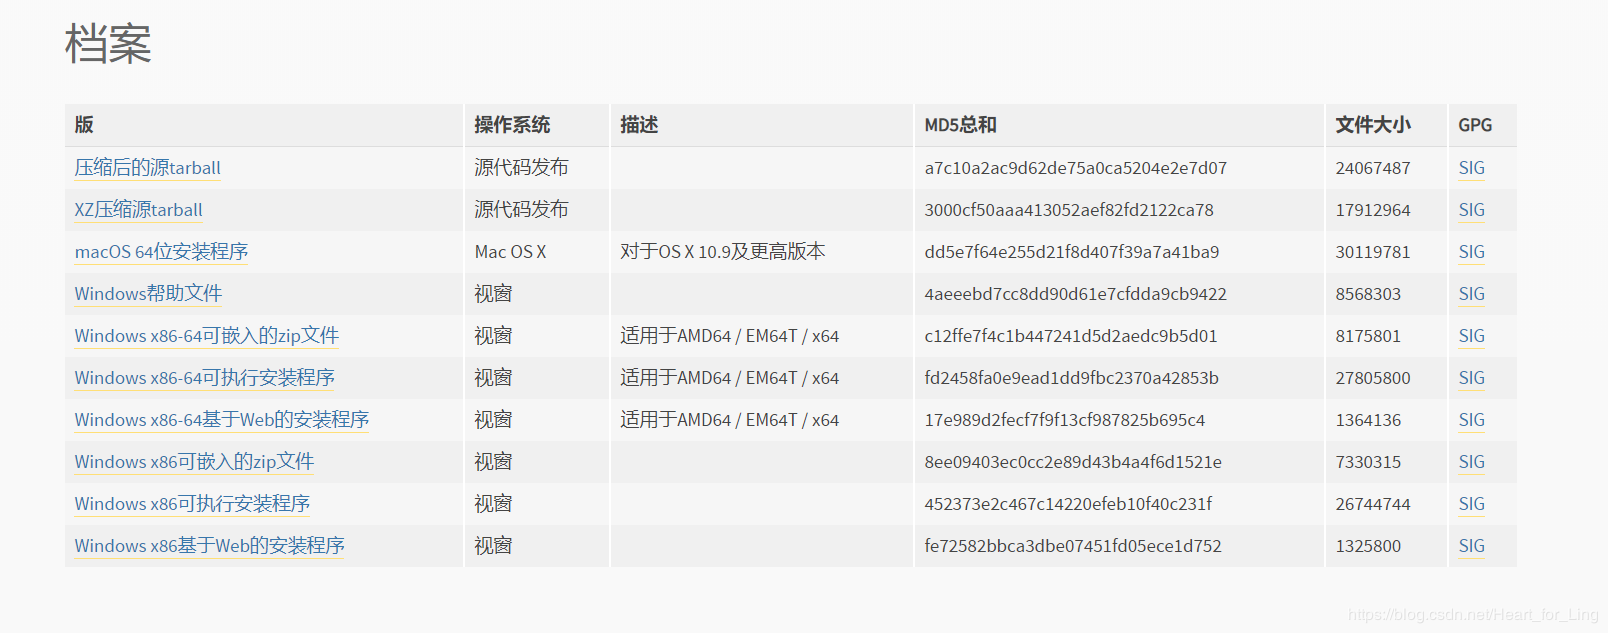 档案
版 操作系统 描述 MD5总和 文件大小 GPG
压缩后的源tarball 源代码发布 a7c10a2ac9d62de75a0ca5204e2e7d07 24067487 SIG
XZ压缩源tarball 源代码发布 3000cf50aaa413052aef82fd2122ca78 17912964 SIG
macOS 64位安装程序 Mac OS X 对于OS X 10.9及更高版本 dd5e7f64e255d21f8d407f39a7a41ba9 30119781 SIG
Windows帮助文件 视窗 4aeeebd7cc8dd90d61e7cfdda9cb9422 8568303 SIG
Windows x86-64可嵌入的zip文件 视窗 适用于AMD64 / EM64T / x64 c12ffe7f4c1b447241d5d2aedc9b5d01 8175801 SIG
Windows x86-64可执行安装程序 视窗 适用于AMD64 / EM64T / x64 fd2458fa0e9ead1dd9fbc2370a42853b 27805800 SIG
Windows x86-64基于Web的安装程序 视窗 适用于AMD64 / EM64T / x64 17e989d2fecf7f9f13cf987825b695c4 1364136 SIG
Windows x86可嵌入的zip文件 视窗 8ee09403ec0cc2e89d43b4a4f6d1521e 7330315 SIG
Windows x86可执行安装程序 视窗 452373e2c467c14220efeb10f40c231f 26744744 SIG
Windows x86基于Web的安装程序 视窗 fe72582bbca3dbe07451fd05ece1d752 1325800 SIG
https://blog.csdn.net/Heart_for_Ling